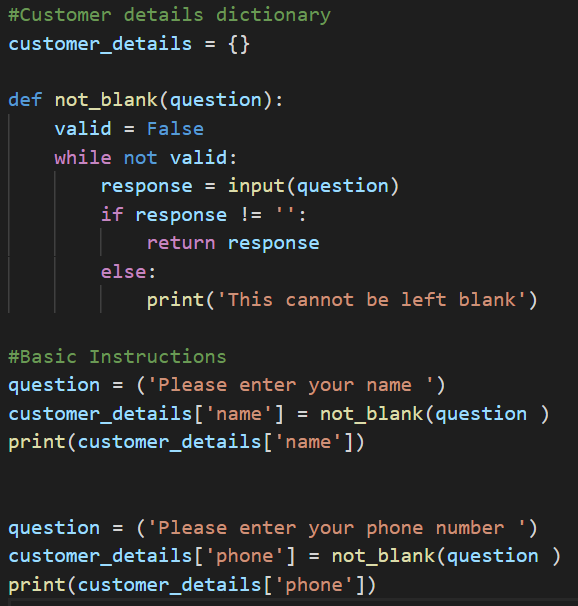 #Customer details dictionary
customer_details = {}

def not_blank(question):
    valid = False
    while not valid:
        response = input(question)
        if response != '':
            return response
        else:
            print('This cannot be left blank')

#Basic Instructions
question = ('Please enter your name ')
customer_details['name'] = not_blank(question )
print(customer_details['name'])


question = ('Please enter your phone number ')
customer_details['phone'] = not_blank(question )
print(customer_details['phone'])